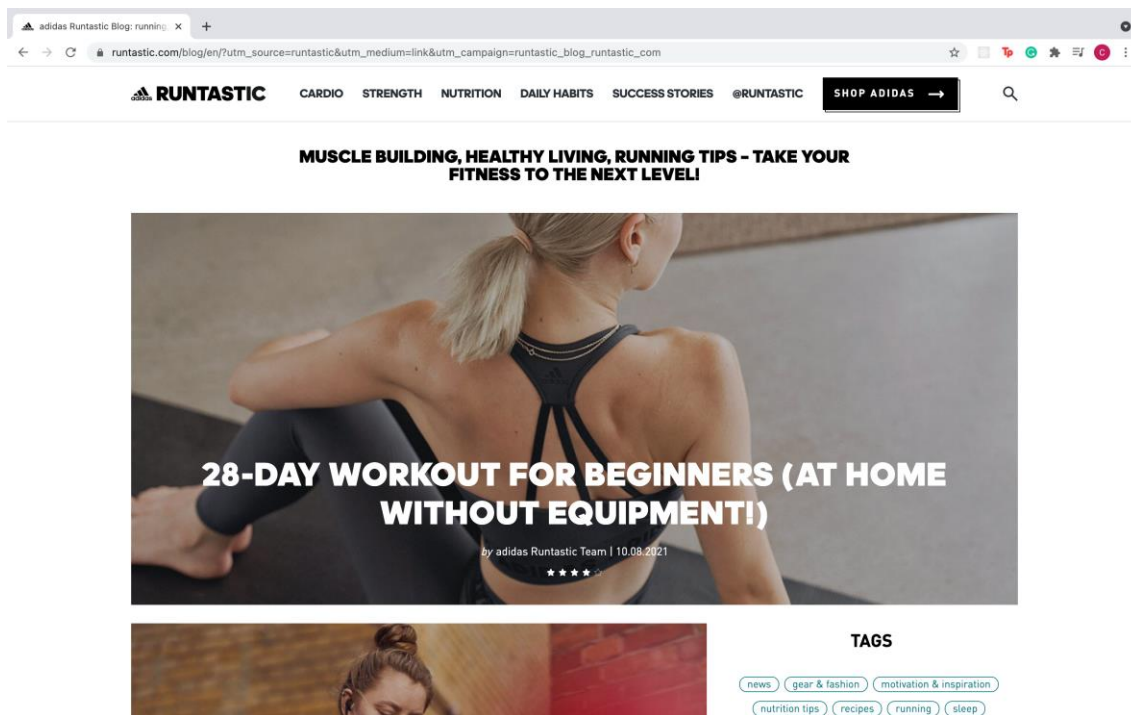 adidas Runtastic Blog: running,
runtastic.com/blog/en/?utm_source=runtastic&utm_medium=link&utm_campaign=runtastic_blog_runtastic_com
Tp
G
C
adidas
RUNTASTIC
CARDIO STRENGTH NUTRITION DAILY HABITS SUCCESS STORIES @RUNTASTIC SHOP ADIDAS →
MUSCLE BUILDING, HEALTHY LIVING, RUNNING TIPS – TAKE YOUR
FITNESS TO THE NEXT LEVEL!
28-DAY WORKOUT FOR BEGINNERS (AT HOME
WITHOUT EQUIPMENT!)
by adidas Runtastic Team | 10.08.2021
TAGS
news gear & fashion motivation & inspiration
nutrition tips recipes running sleep